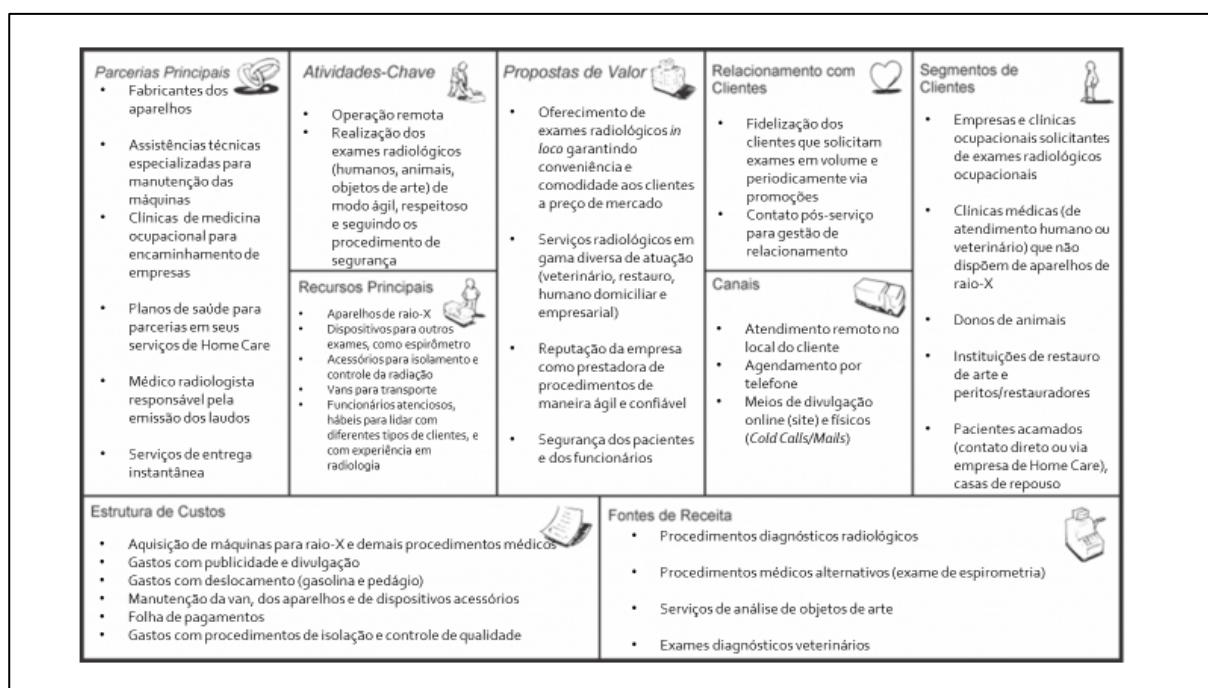 Parcerias Principais
• Fabricantes dos
aparelhos
• Assistências técnicas
especializadas para
manutenção das
máquinas
• Clínicas de medicina
ocupacional para
encaminhamento de
empresas
• Planos de saúde para
parcerias em seus
serviços de Home Care
• Médico radiologista
responsável pela
emissão dos laudos
• Serviços de entrega
instantânea
Atividades-Chave
• Operação remota
• Realização dos
exames radiológicos
(humanos, animais,
objetos de arte) de
modo ágil, respeitoso
e seguindo os
procedimento de
segurança
Recursos Principais
• Aparelhos de raio-X
• Dispositivos para outros
exames, como espirômetro
• Acessórios para isolamento e
controle da radiação
• Vans para transporte
• Funcionários atenciosos,
hábeis para lidar com
diferentes tipos de clientes, e
com experiência em
radiologia
Propostas de Valor
• Oferecimento de
exames radiológicos in
loco garantindo
conveniência e
comodidade aos clientes
a preço de mercado
• Serviços radiológicos em
gama diversa de atuação
(veterinário, restauro,
humano domiciliar e
empresarial)
• Reputação da empresa
como prestadora de
procedimentos de
maneira ágil e confiável
• Segurança dos pacientes
e dos funcionários
Relacionamento com
Clientes
• Fidelização dos
clientes que solicitam
exames em volume e
periodicamente via
promoções
• Contato pós-serviço
para gestão de
relacionamento
Canais
• Atendimento remoto no
local do cliente
• Agendamento por
telefone
• Meios de divulgação
online (site) e físicos
(Cold Calls/Mails)
Segmentos de
Clientes
• Empresas e clínicas
ocupacionais solicitantes
de exames radiológicos
ocupacionais
• Clínicas médicas (de
atendimento humano ou
veterinário) que não
dispõem de aparelhos de
raio-X
• Donos de animais
• Instituições de restauro
de arte e
peritos/restauradores
• Pacientes acamados
(contato direto ou via
empresa de Home Care),
casas de repouso
Estrutura de Custos
• Aquisição de máquinas para raio-X e demais procedimentos médicos
• Gastos com publicidade e divulgação
• Gastos com deslocamento (gasolina e pedágio)
• Manutenção da van, dos aparelhos e de dispositivos acessórios
• Folha de pagamentos
• Gastos com procedimentos de isolação e controle de qualidade
Fontes de Receita
• Procedimentos diagnósticos radiológicos
• Procedimentos médicos alternativos (exame de espirometria)
• Serviços de análise de objetos de arte
• Exames diagnósticos veterinários